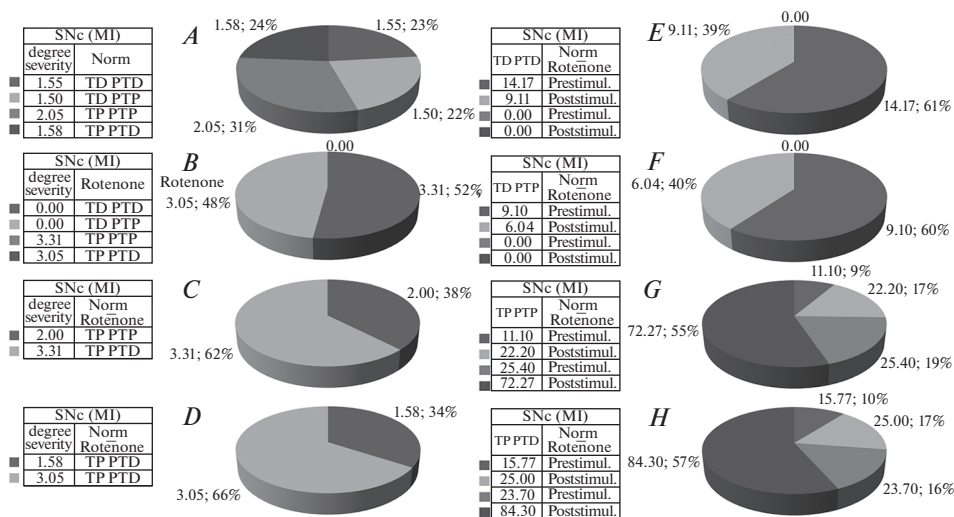 SNc (MI)
degree severity Norm
1.55 TD PTD
1.50 TD PTP
2.05 TP PTP
1.58 TP PTD
A
1.58; 24%
1.55; 23%
2.05; 31%
1.50; 22%
SNc (MI)
TD PTD Norm Rotenone
14.17 Prestimul.
9.11 Poststimul.
0.00 Prestimul.
0.00 Poststimul.
E
0.00
9.11; 39%
14.17; 61%
SNc (MI)
degree severity Rotenone
0.00 TD PTD
0.00 TD PTP
3.31 TP PTP
3.05 TP PTD
B
0.00
Rotenone
3.05; 48%
3.31; 52%,
SNc (MI)
TD PTP Norm Rotenone
9.10 Prestimul.
6.04 Poststimul.
0.00 Prestimul.
0.00 Poststimul.
F
0.00
6.04; 40%
9.10; 60%
SNc (MI)
degree severity Norm Rotenone
2.00 TP PTP
3.31 TP PTD
C
2.00; 38%
3.31; 62%
SNc (MI)
TP PTP Norm Rotenone
11.10 Prestimul.
22.20 Poststimul.
25.40 Prestimul.
72.27 Poststimul.
G
11.10; 9%
22.20; 17%
72.27; 55%
25.40; 19%
SNc (MI)
degree severity Norm Rotenone
1.58 TP PTD
3.05 TP PTD
D
1.58; 34%
3.05; 66%
SNc (MI)
TP PTD Norm Rotenone
15.77 Prestimul.
25.00 Poststimul.
23.70 Prestimul.
84.30 Poststimul.
H
15.77; 10%
25.00; 17%
84.30; 57%
23.70; 16%